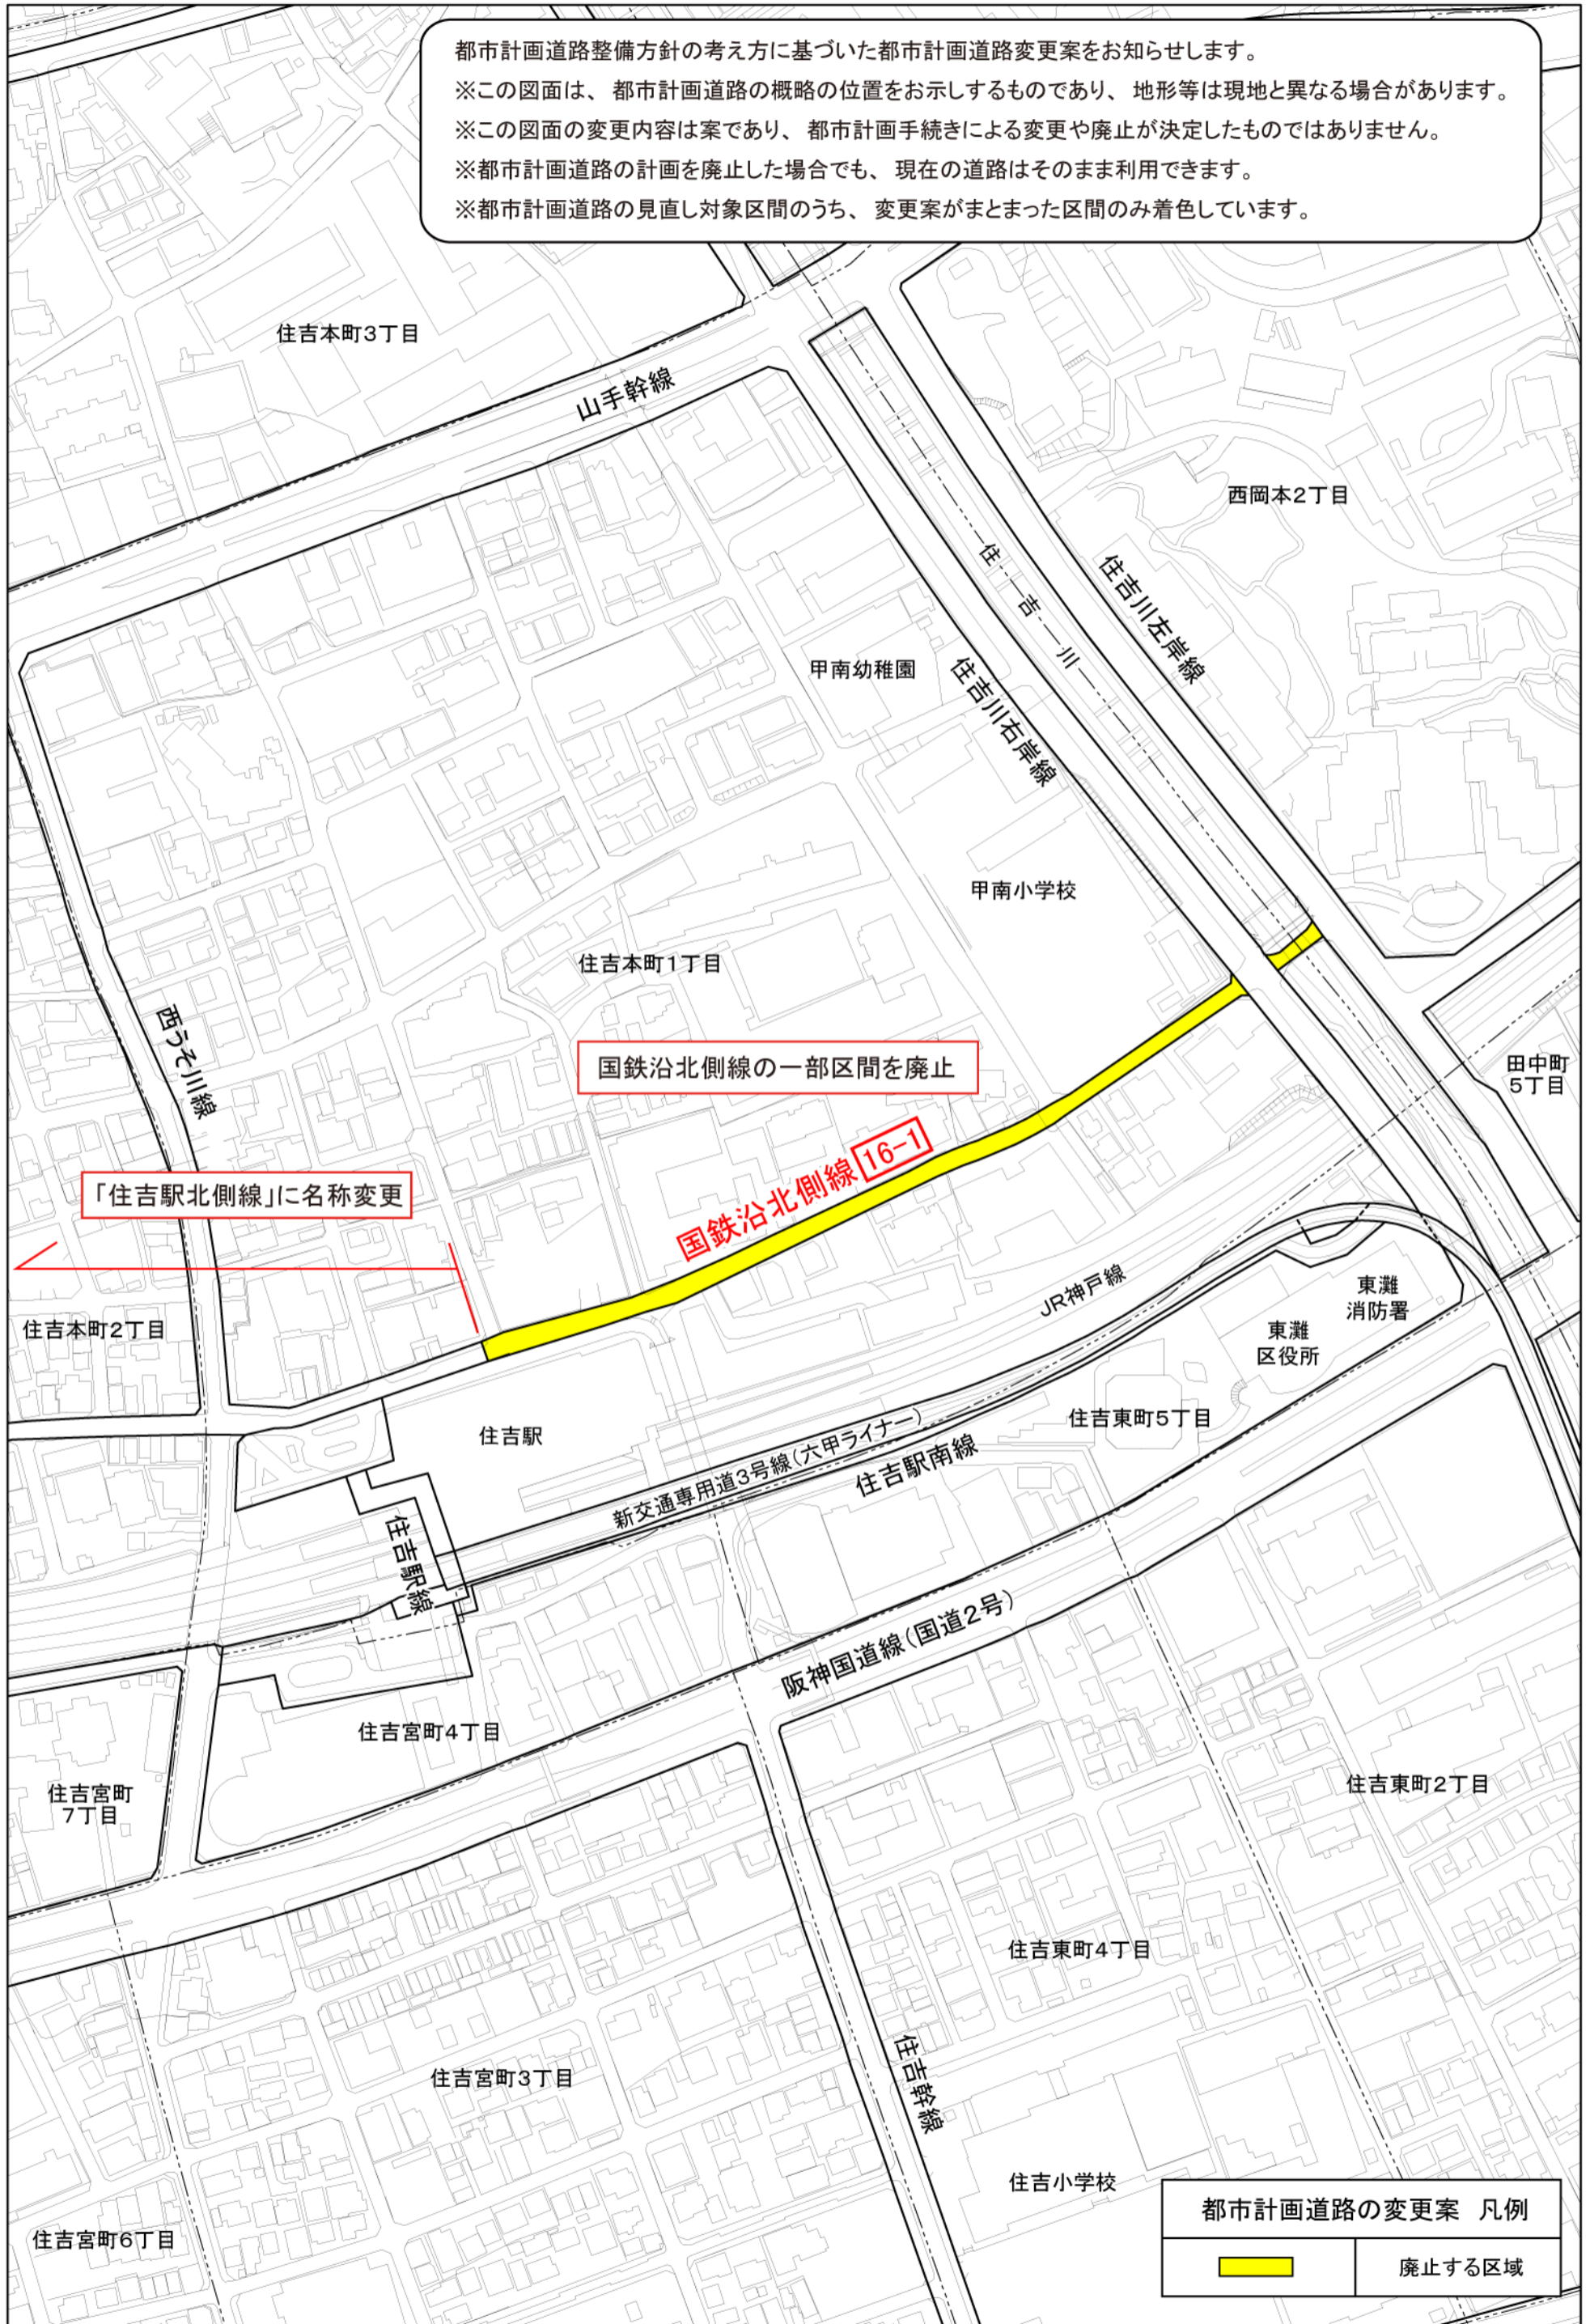 都市計画道路整備方針の考え方に基づいた都市計画道路変更案をお知らせします。
※この図面は、都市計画道路の概略の位置をお示しするものであり、地形等は現地と異なる場合があります。
※この図面の変更内容は案であり、都市計画手続きによる変更や廃止が決定したものではありません。
※都市計画道路の計画を廃止した場合でも、現在の道路はそのまま利用できます。
※都市計画道路の見直し対象区間のうち、変更案がまとまった区間のみ着色しています。
住吉本町3丁目
山手幹線
西岡本2丁目
住吉川
住吉川左岸線
甲南幼稚園
住吉川右岸線
甲南小学校
住吉本町1丁目
西うそ川線
国鉄沿北側線の一部区間を廃止
田中町
5丁目
国鉄沿北側線 16-1
「住吉駅北側線」に名称変更
JR神戸線
東灘
消防署
東灘
区役所
住吉本町2丁目
住吉駅
住吉東町5丁目
新交通専用道3号線(六甲ライナー)
住吉駅南線
住吉駅線
阪神国道線(国道2号)
住吉宮町4丁目
住吉宮町
7丁目
住吉東町2丁目
住吉東町4丁目
住吉宮町3丁目
住吉幹線
住吉小学校
住吉宮町6丁目
都市計画道路の変更案 凡例
廃止する区域